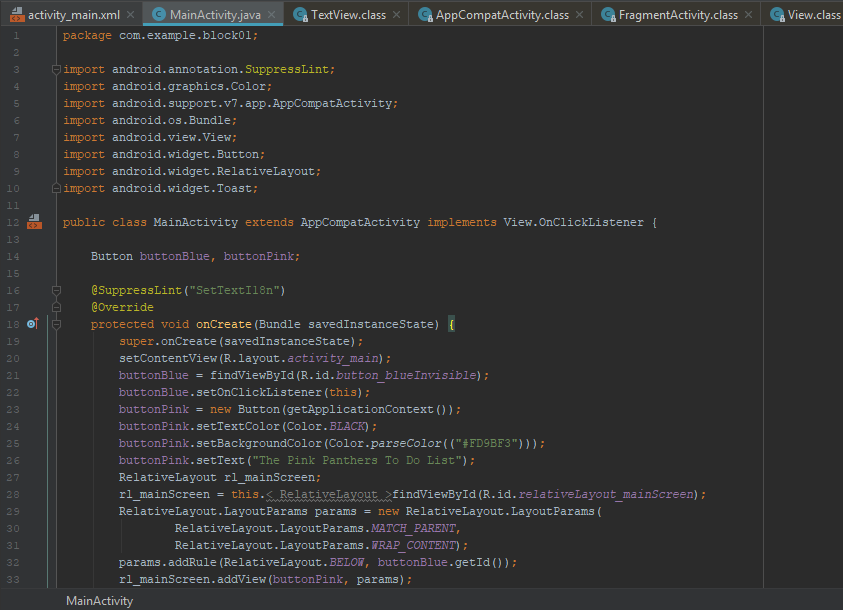 activity_main.xml MainActivity.java TextView.class AppCompatActivity.class FragmentActivity.class View.class
1 package com.example.block01;
2
3 import android.annotation.SuppressLint;
4 import android.graphics.Color;
5 import android.support.v7.app.AppCompatActivity;
6 import android.os.Bundle;
7 import android.view.View;
8 import android.widget.Button;
9 import android.widget.RelativeLayout;
10 import android.widget.Toast;
11
12 public class MainActivity extends AppCompatActivity implements View.OnClickListener {
13
14 Button buttonBlue, buttonPink;
15
16 @SuppressLint("SetTextI18n")
17 @Override
18 protected void onCreate(Bundle savedInstanceState) {
19 super.onCreate(savedInstanceState);
20 setContentView(R.layout.activity_main);
21 buttonBlue = findViewById(R.id.button_blueInvisible);
22 buttonBlue.setOnClickListener(this);
23 buttonPink = new Button(getApplicationContext());
24 buttonPink.setTextColor(Color.BLACK);
25 buttonPink.setBackgroundColor(Color.parseColor(("#FD9BF3")));
26 buttonPink.setText("The Pink Panthers To Do List");
27 RelativeLayout rl_mainScreen;
28 rl_mainScreen = this.< RelativeLayout >findViewById(R.id.relativeLayout_mainScreen);
29 RelativeLayout.LayoutParams params = new RelativeLayout.LayoutParams(
30 RelativeLayout.LayoutParams.MATCH_PARENT,
31 RelativeLayout.LayoutParams.WRAP_CONTENT);
32 params.addRule(RelativeLayout.BELOW, buttonBlue.getId());
33 rl_mainScreen.addView(buttonPink, params);
MainActivity